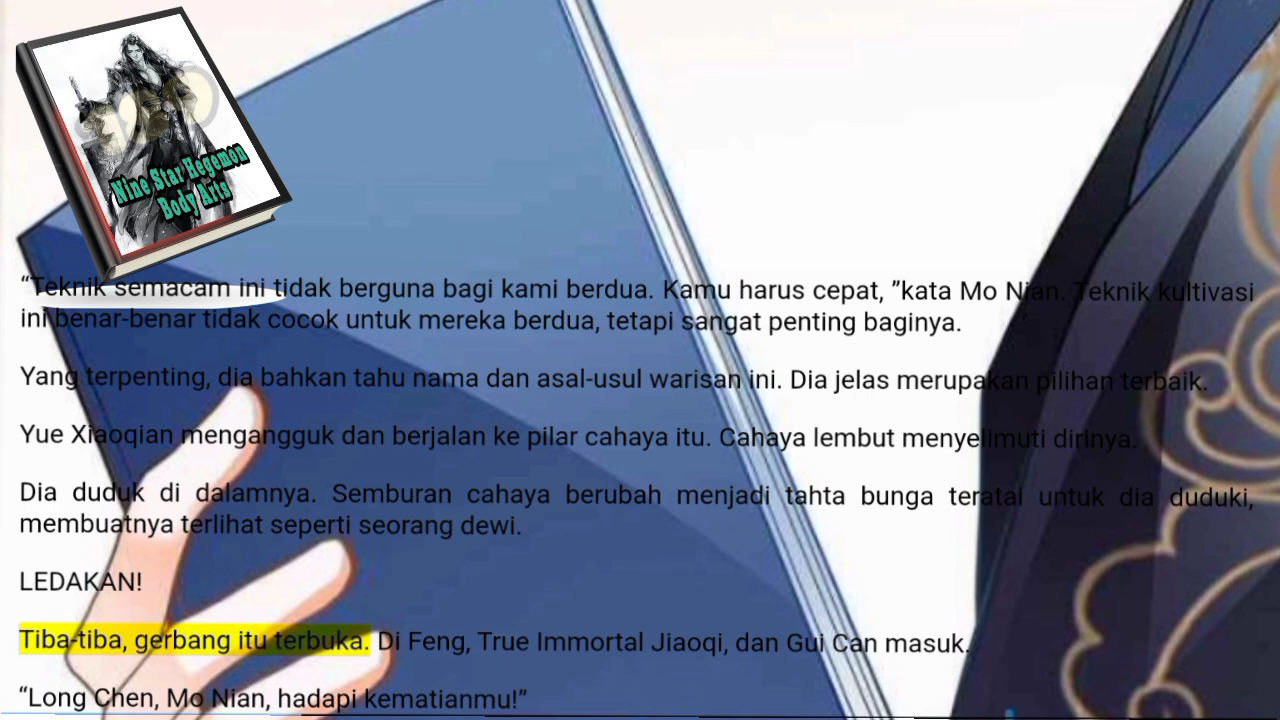 Nine Star Hegemon
Body Arts
“Teknik semacam ini tidak berguna bagi kami berdua. Kamu harus cepat, ”kata Mo Nian. Teknik kultivasi
ini benar-benar tidak cocok untuk mereka berdua, tetapi sangat penting baginya.
Yang terpenting, dia bahkan tahu nama dan asal-usul warisan ini. Dia jelas merupakan pilihan terbaik.
Yue Xiaoqian mengangguk dan berjalan ke pilar cahaya itu. Cahaya lembut menyelimuti dirinya.
Dia duduk di dalamnya. Semburan cahaya berubah menjadi tahta bunga teratai untuk dia duduki,
membuatnya terlihat seperti seorang dewi.
LEDAKAN!
Tiba-tiba, gerbang itu terbuka. Di Feng, True Immortal Jiaoqi, dan Gui Can masuk.
“Long Chen, Mo Nian, hadapi kematianmu!”